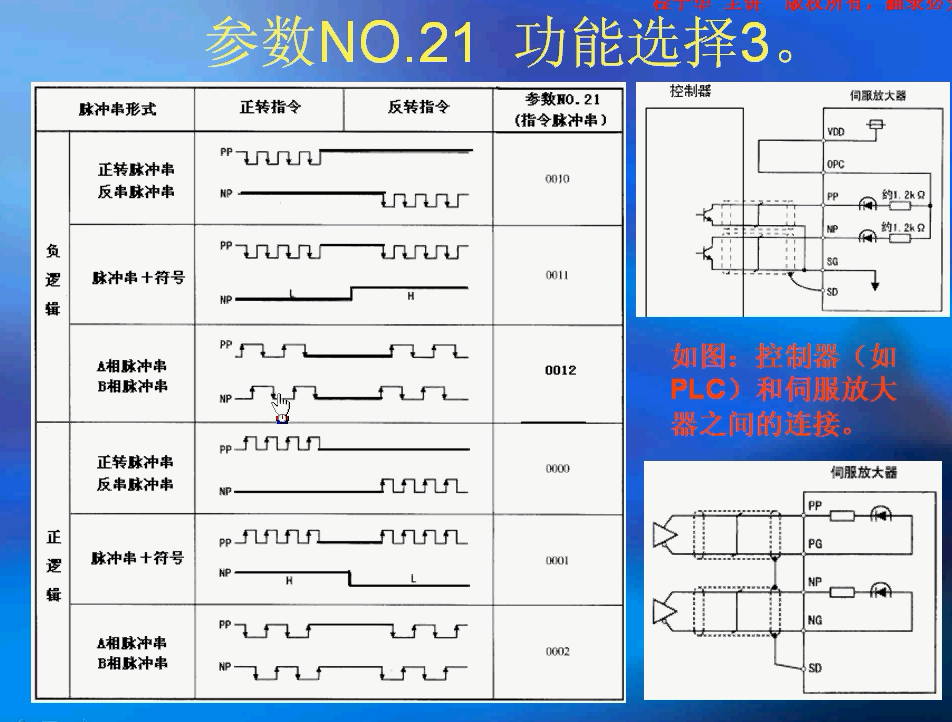 主讲 版权所有，翻录必
参数NO.21 功能选择3。
脉冲串形式 正转指令 反转指令 参数NO.21
(指令脉冲串)
负逻辑
正转脉冲串
反串脉冲串
PP
NP
0010
脉冲串+符号
PP
NP
L
H
0011
A相脉冲串
B相脉冲串
PP
NP
0012
正逻辑
正转脉冲串
反串脉冲串
PP
NP
0000
脉冲串+符号
PP
NP
H
L
0001
A相脉冲串
B相脉冲串
PP
NP
0002
控制器
伺服放大器
VDD
OPC
PP
约1.2kΩ
NP
约1.2kΩ
SG
SD
如图：控制器（如
PLC）和伺服放大
器之间的连接。
伺服放大器
PP
PG
NP
NG
SD